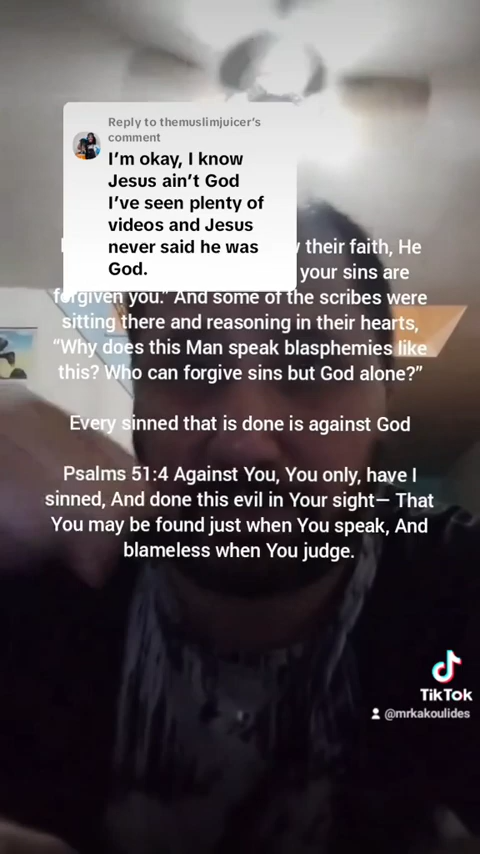 Reply to themuslimjuicer's
comment
I'm okay, I know
Jesus ain't God
I've seen plenty of
videos and Jesus
never said he was
God.
their faith, He
your sins are
forgiven you." And some of the scribes were
sitting there and reasoning in their hearts,
“Why does this Man speak blasphemies like
this? Who can forgive sins but God alone?”
Every sinned that is done is against God
Psalms 51:4 Against You, You only, have I
sinned, And done this evil in Your sight— That
You may be found just when You speak, And
blameless when You judge.
TikTok
@mrkakoulides